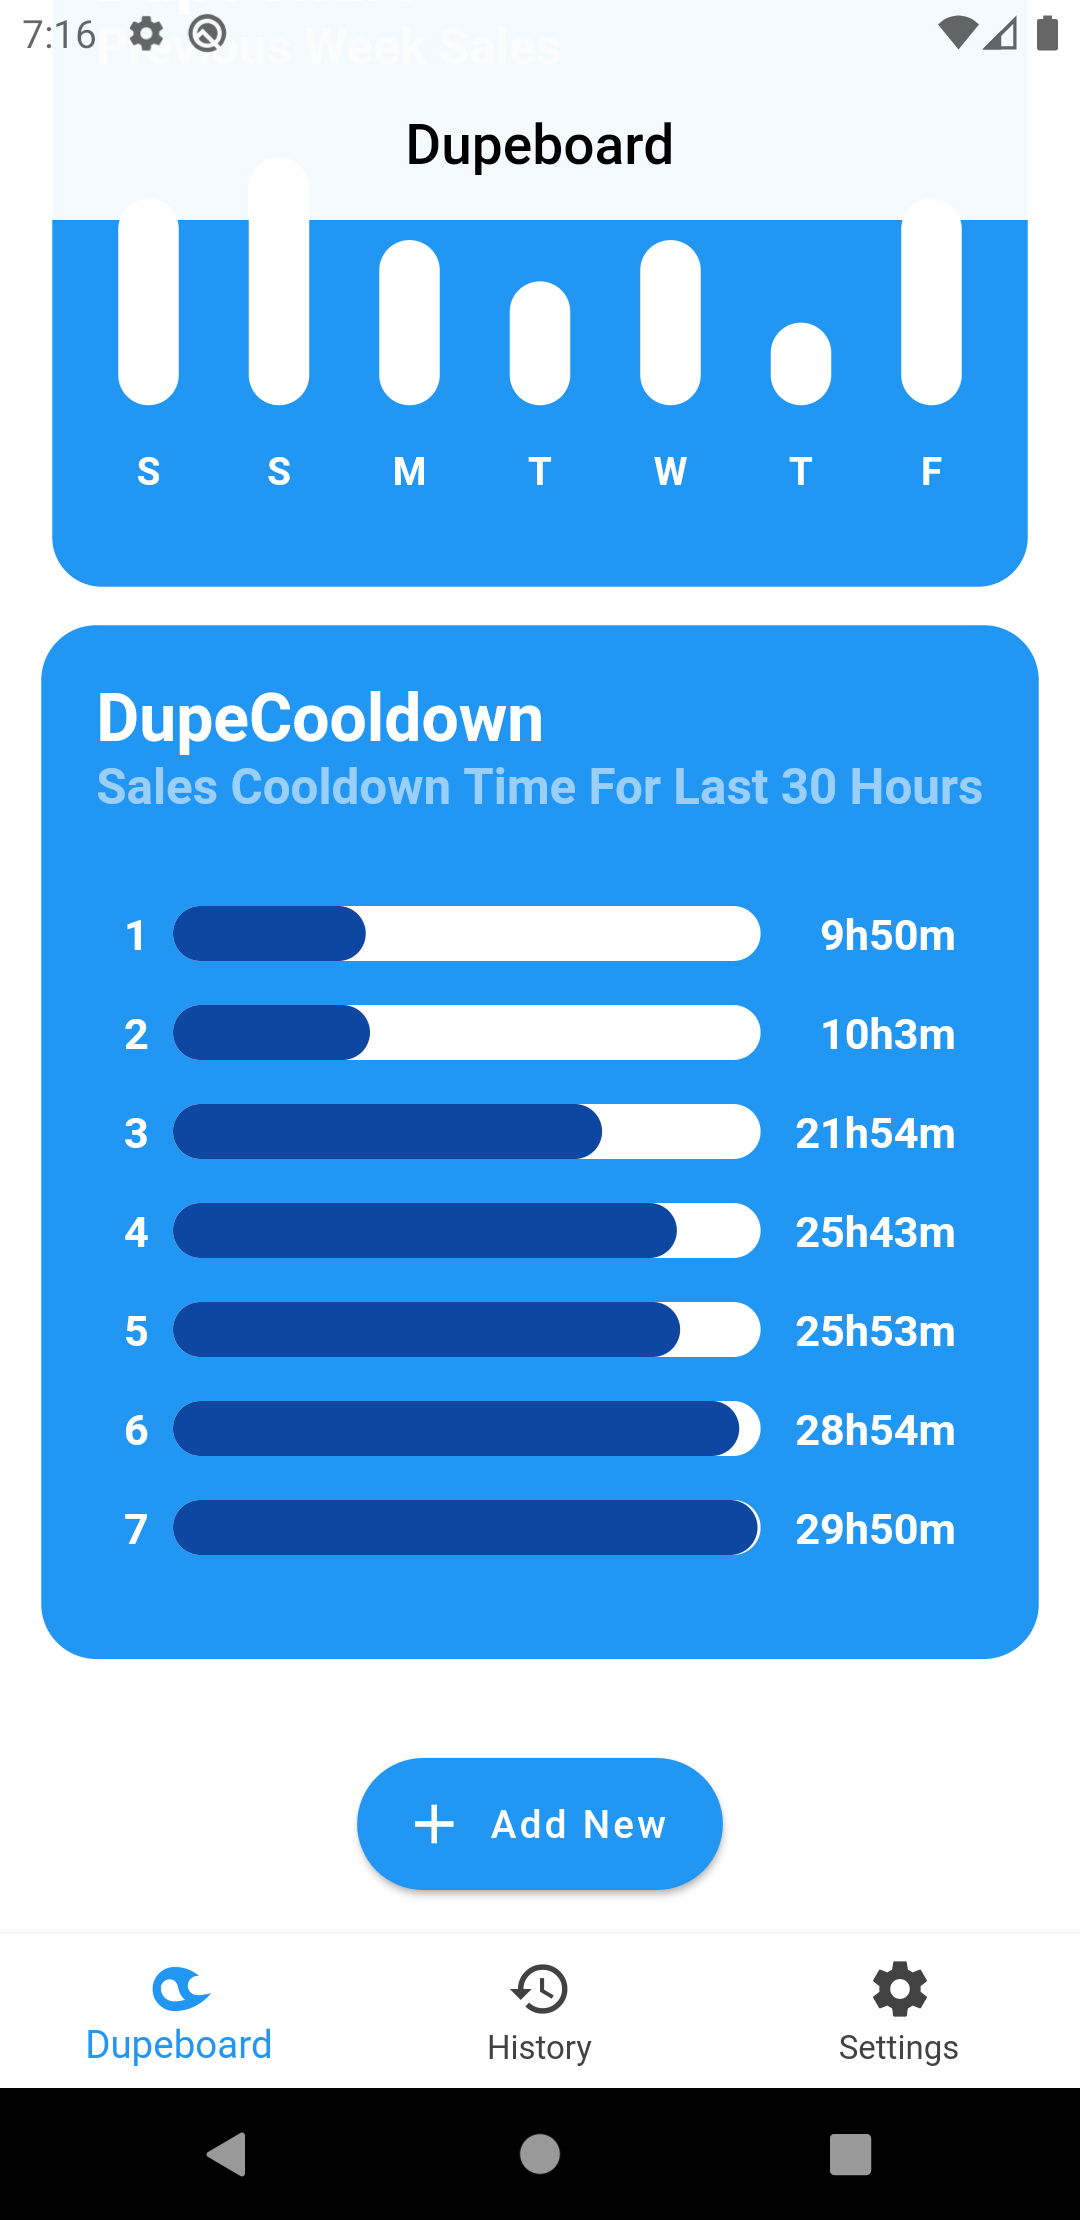 7:16
Previous Week Sales
Dupeboard
S S M T W T F
DupeCooldown
Sales Cooldown Time For Last 30 Hours
1 9h50m
2 10h3m
3 21h54m
4 25h43m
5 25h53m
6 28h54m
7 29h50m
Add New
Dupeboard History Settings